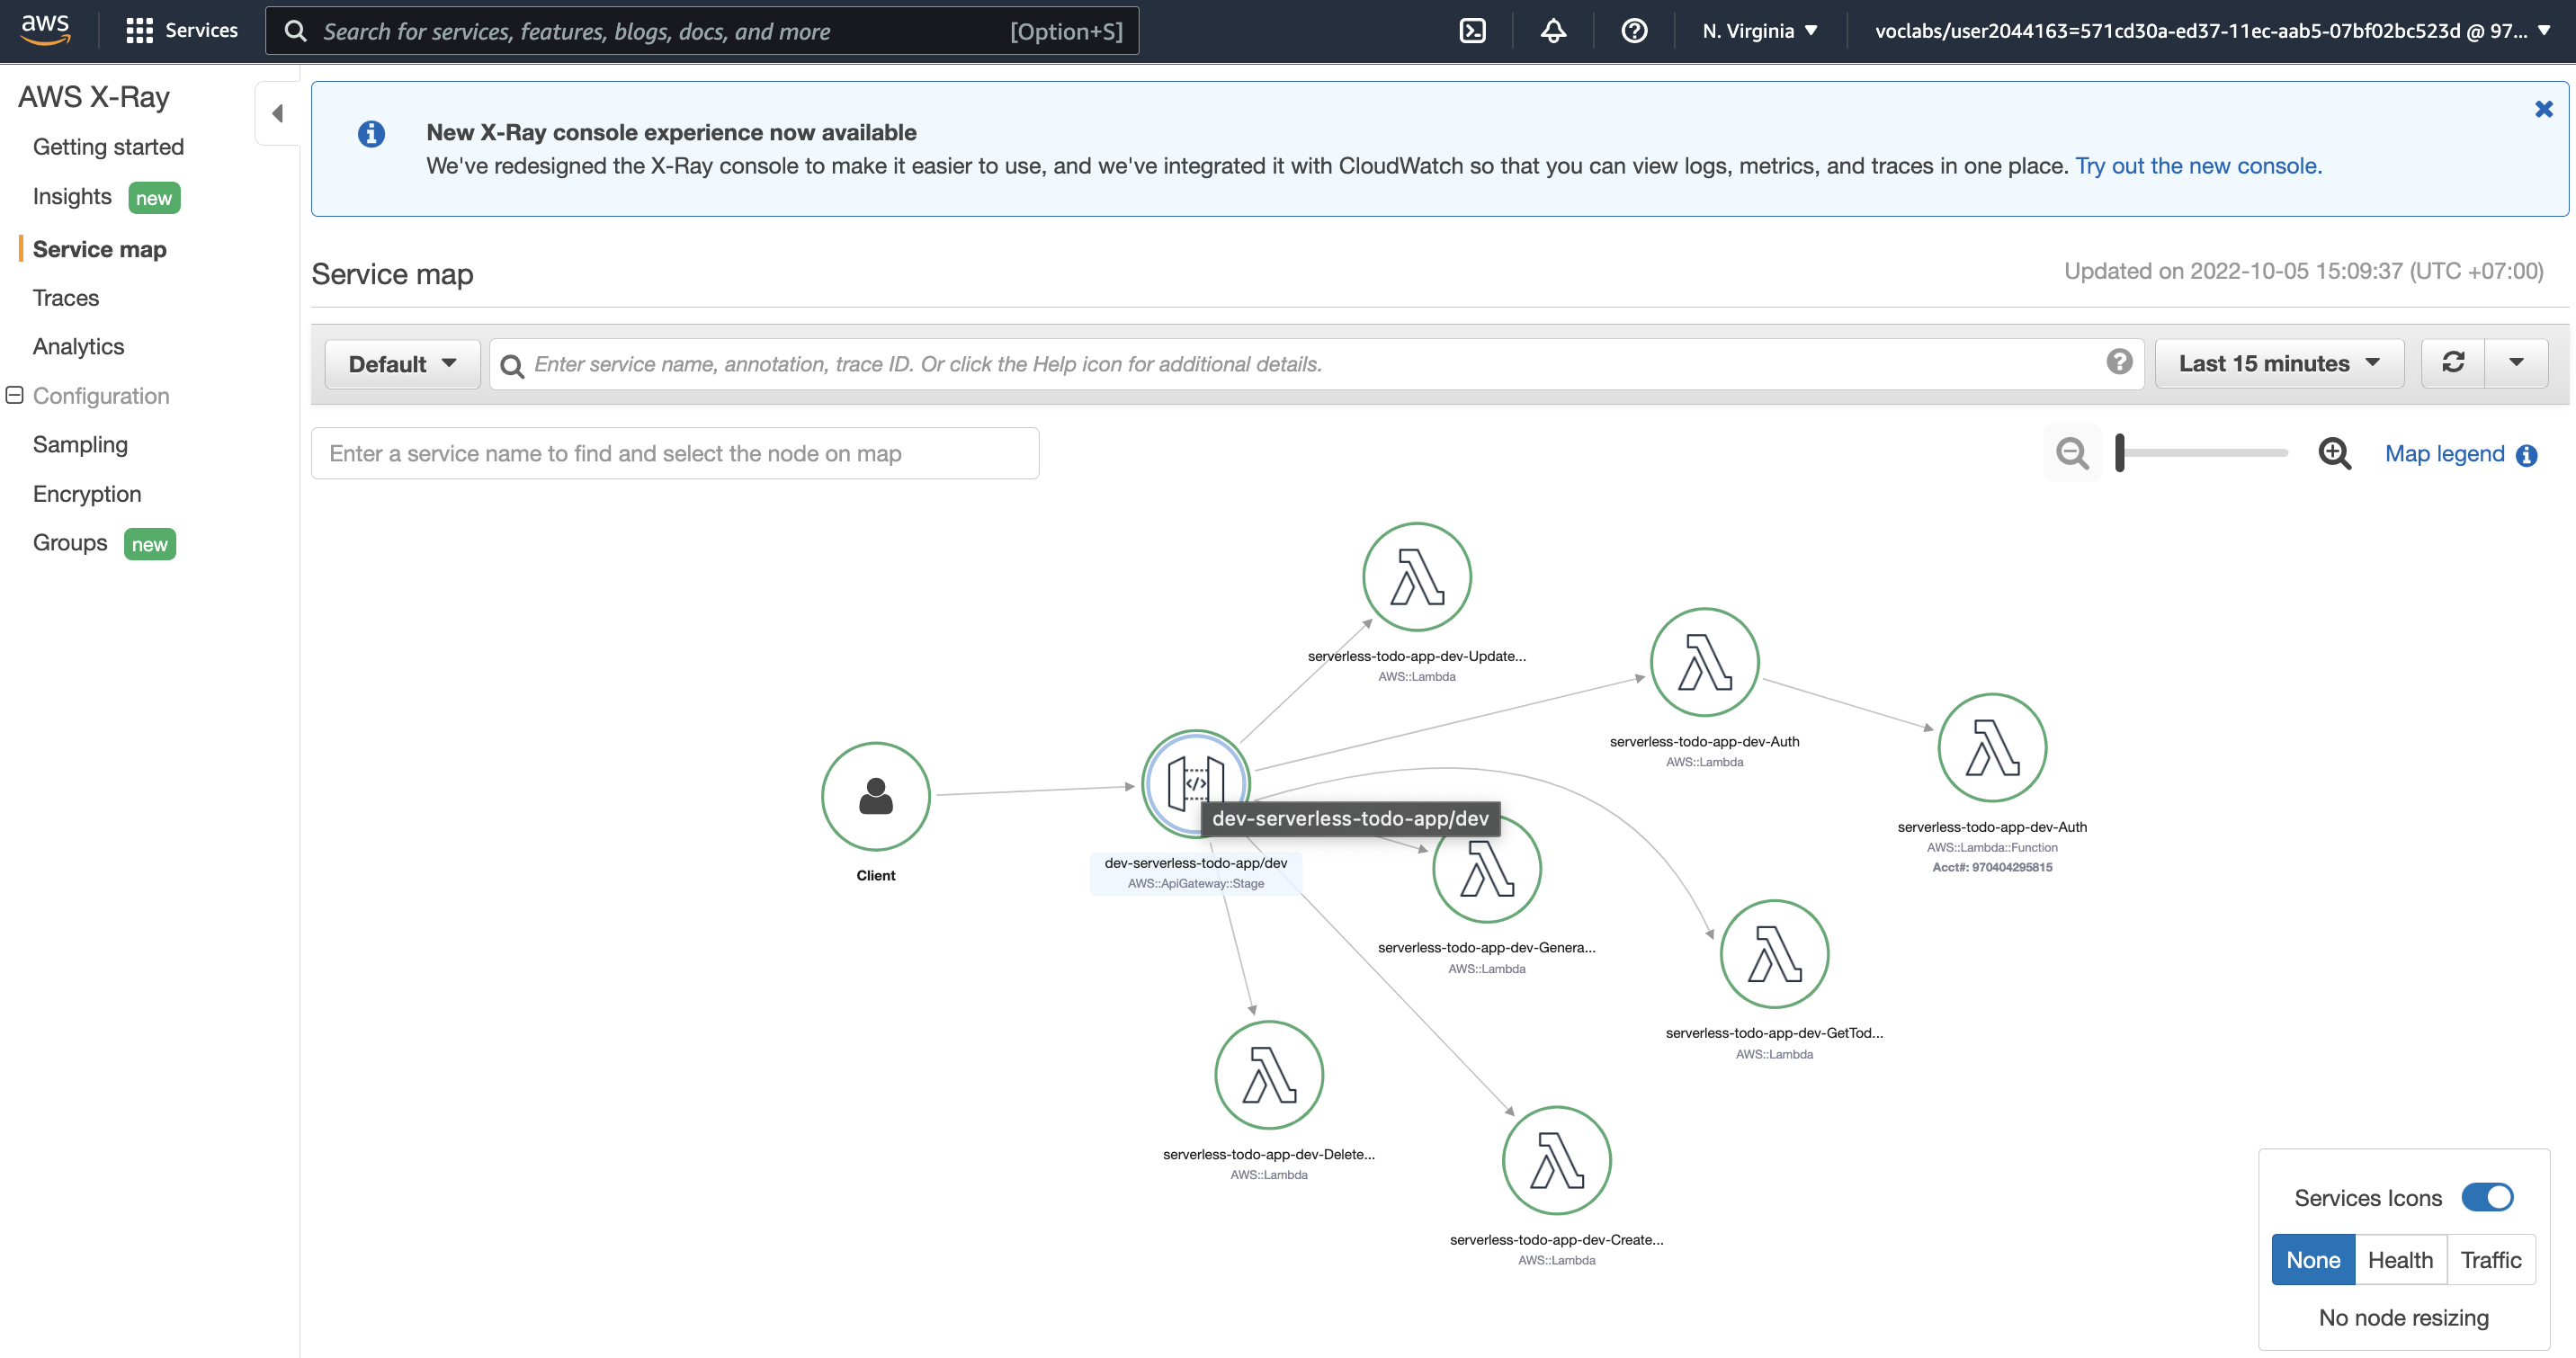 aws
Services
Search for services, features, blogs, docs, and more [Option+S]
N. Virginia
voclabs/user2044163=571cd30a-ed37-11ec-aab5-07bf02bc523d @ 97...
AWS X-Ray
Getting started
Insights new
Service map
Traces
Analytics
Configuration
Sampling
Encryption
Groups new
New X-Ray console experience now available
We've redesigned the X-Ray console to make it easier to use, and we've integrated it with CloudWatch so that you can view logs, metrics, and traces in one place. Try out the new console.
Service map
Updated on 2022-10-05 15:09:37 (UTC +07:00)
Default
Enter service name, annotation, trace ID. Or click the Help icon for additional details.
Last 15 minutes
Enter a service name to find and select the node on map
Map legend
serverless-todo-app-dev-Update...
AWS::Lambda
serverless-todo-app-dev-Auth
AWS::Lambda
serverless-todo-app-dev-Auth
AWS::Lambda::Function
Acct#: 970404295815
Client
dev-serverless-todo-app/dev
dev-serverless-todo-app/dev
AWS::ApiGateway::Stage
serverless-todo-app-dev-Genera...
AWS::Lambda
serverless-todo-app-dev-GetTod...
AWS::Lambda
serverless-todo-app-dev-Delete...
AWS::Lambda
serverless-todo-app-dev-Create...
AWS::Lambda
Services Icons
None Health Traffic
No node resizing